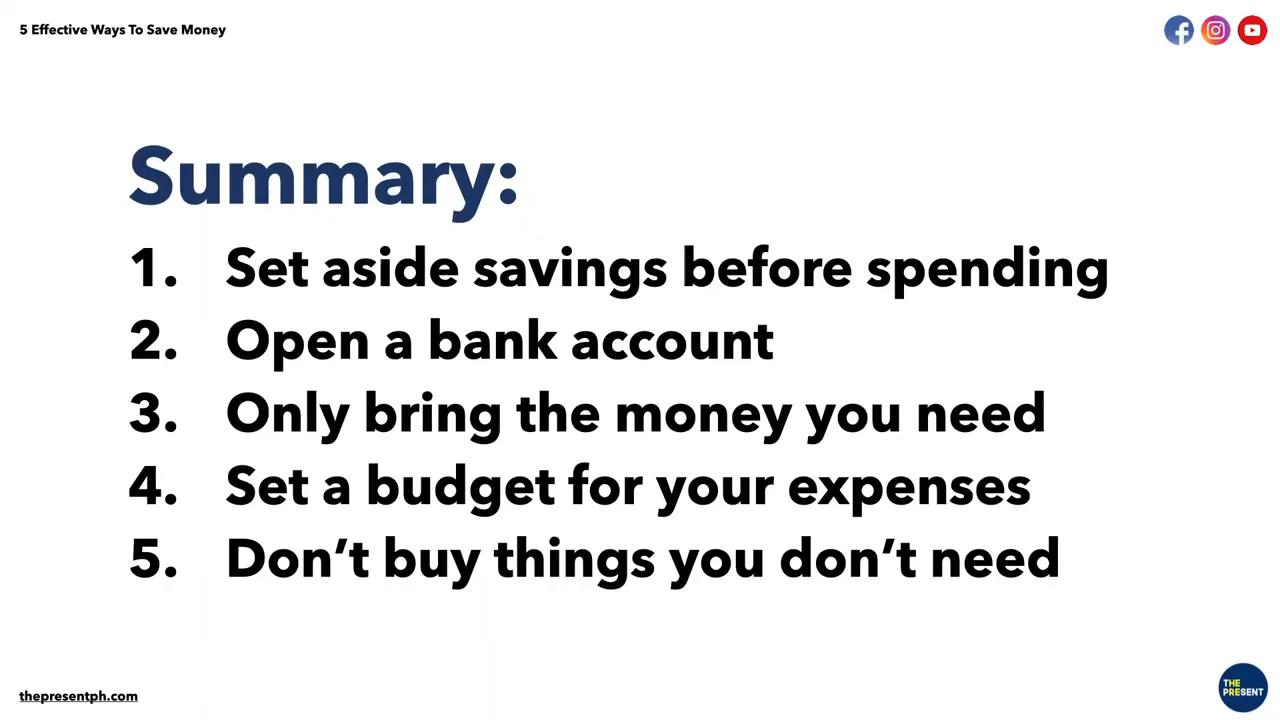 5 Effective Ways To Save Money
Summary:
1. Set aside savings before spending
2. Open a bank account
3. Only bring the money you need
4. Set a budget for your expenses
5. Don’t buy things you don’t need
thepresentph.com
THE
PRESENT